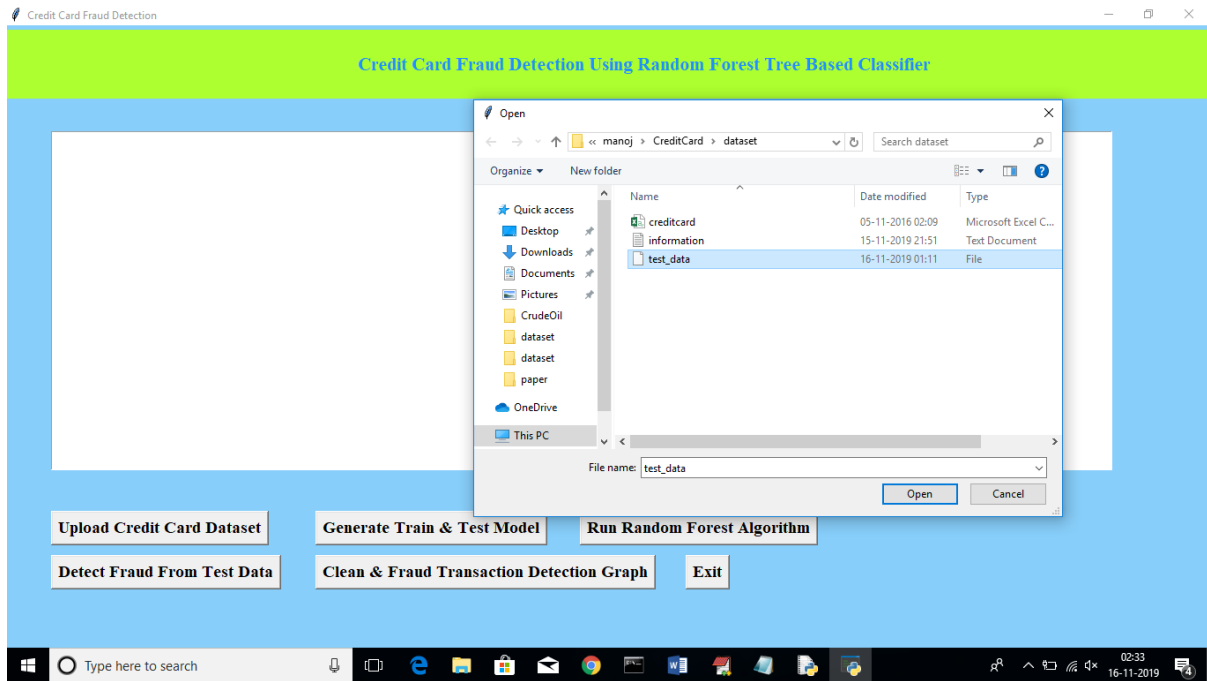 Credit Card Fraud Detection
Credit Card Fraud Detection Using Random Forest Tree Based Classifier
Open
« manoj > CreditCard > dataset
Search dataset
Organize
New folder
Name Date modified Type
Quick access
Desktop
Downloads
Documents
Pictures
CrudeOil
dataset
dataset
paper
OneDrive
This PC
creditcard 05-11-2016 02:09 Microsoft Excel C...
information 15-11-2019 21:51 Text Document
test_data 16-11-2019 01:11 File
File name: test_data
Open Cancel
Upload Credit Card Dataset Generate Train & Test Model Run Random Forest Algorithm
Detect Fraud From Test Data Clean & Fraud Transaction Detection Graph Exit
Type here to search
02:33
16-11-2019
4